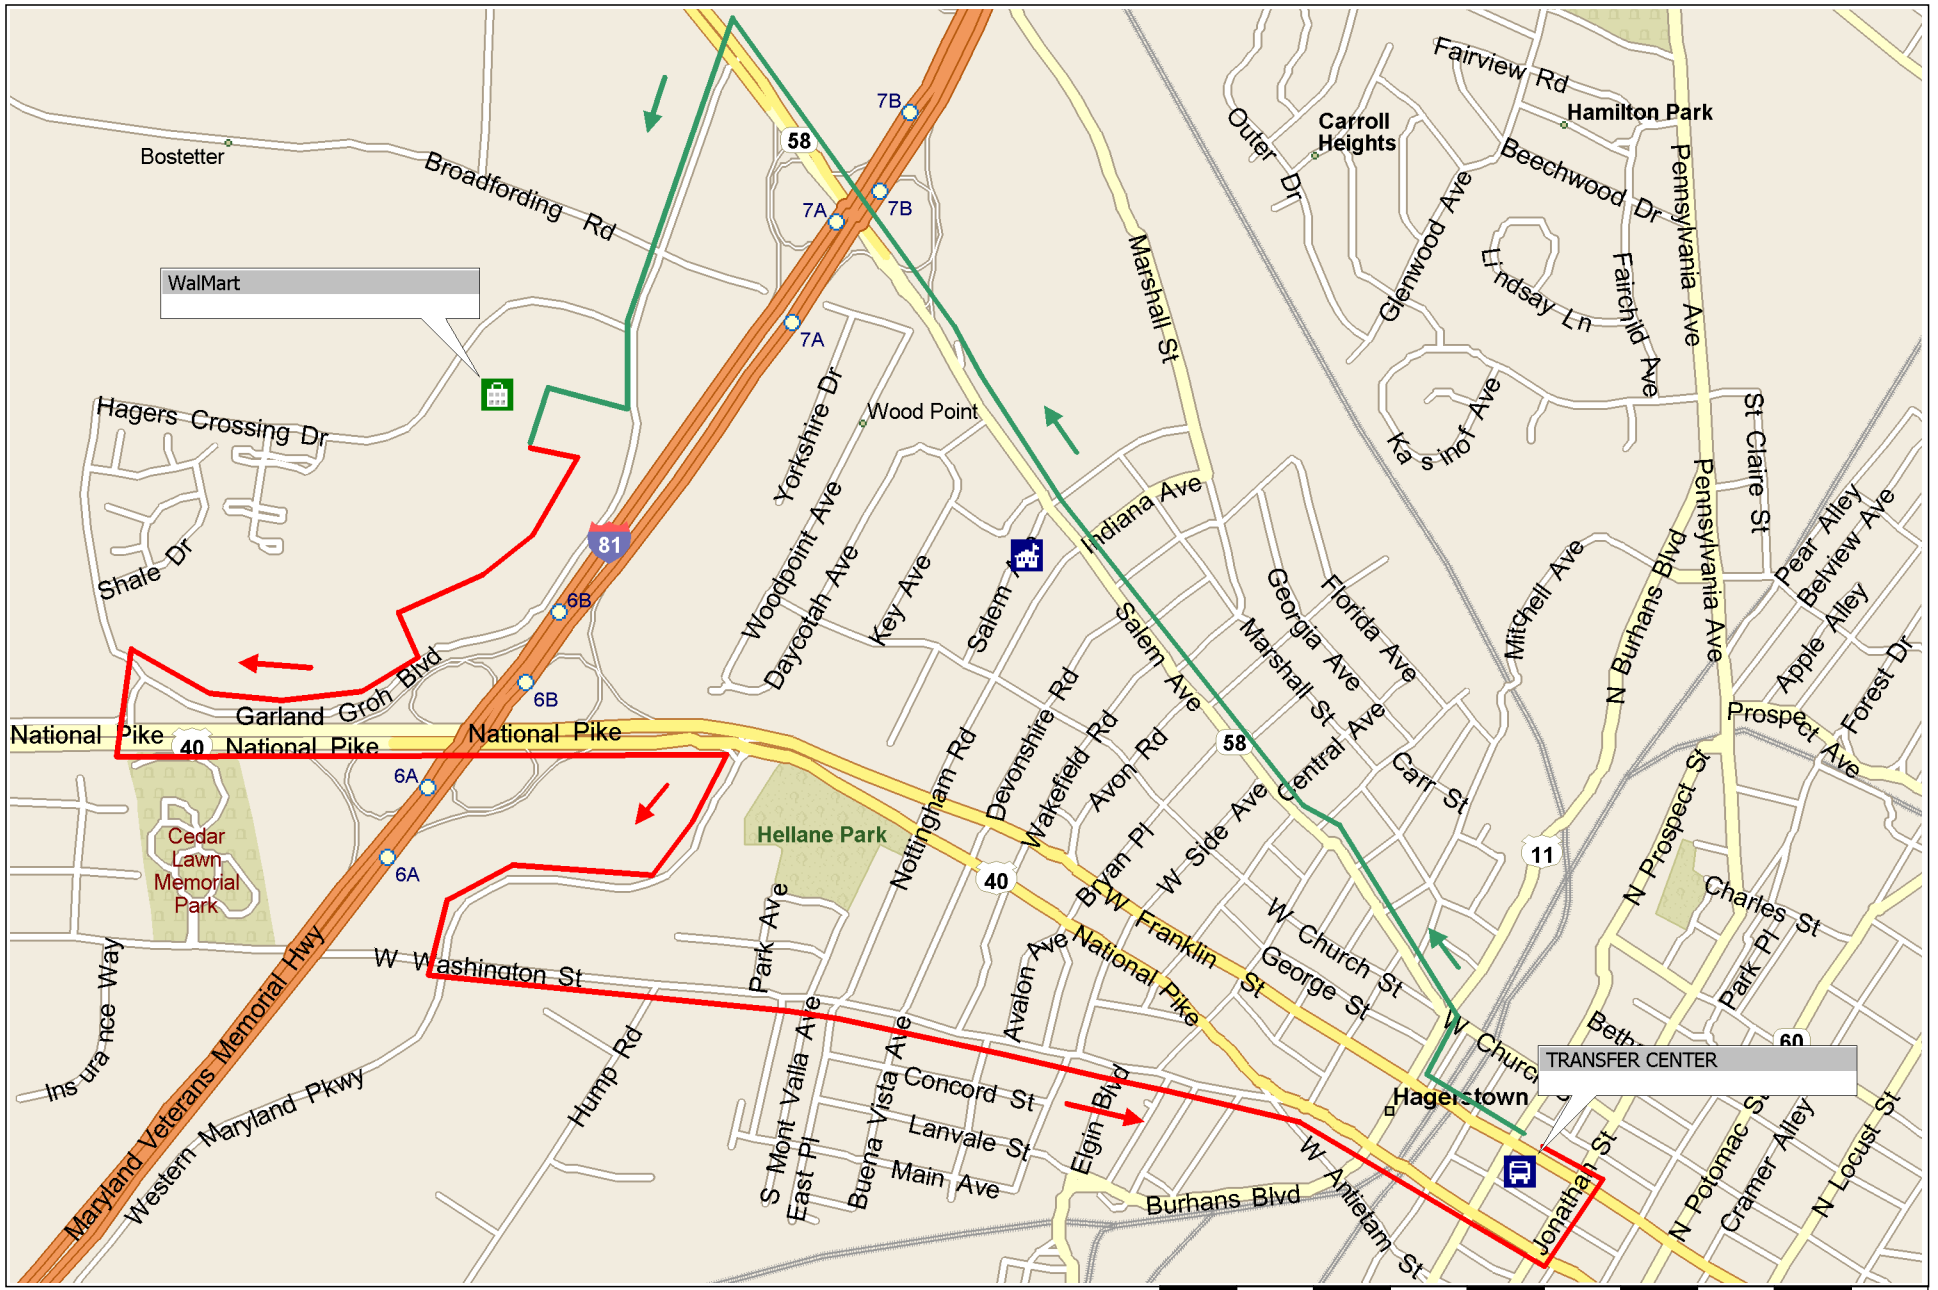 Fairview Rd
Hamilton Park
Carroll
Heights
Outer Dr
Beechwood Dr
Pennsylvania Ave
7B
58
Bostetter
Broadfording Rd
7A
7B
Glenwood Ave
Lindsay Ln
Fairchild Ave
Marshall St
WalMart
7A
Kasinof Ave
St Claire St
Hagers Crossing Dr
Yorkshire Dr
Wood Point
Indiana Ave
Pennsylvania Ave
Pear Alley
Belview Ave
Apple Alley
Forest Dr
81
Shale Dr
6B
Woodpoint Ave
Daycotah Ave
Key Ave
Salem A
Salem Ave
Georgia Ave
Florida Ave
Marshall St
Mitchell Ave
N Burhans Blvd
Garland Groh Blvd
6B
National Pike
40
National Pike
National Pike
Prospect Ave
58
Central Ave
Carr St
6A
Nottingham Rd
Devonshire Rd
Wakefield Rd
Avon Rd
Bryan Pl
W Side Ave
11
N Prospect St
Cedar
Lawn
Memorial
Park
6A
Hellane Park
40
Charles St
Park Pl
W Franklin St
W Church St
George St
Park Ave
National Pike
Avalon Ave
Insurance Way
W Washington St
Maryland Veterans Memorial Hwy
Western Maryland Pkwy
Hump Rd
S Mont Valla Ave
East Pl
Buena Vista Ave
Concord St
Lanvale St
Main Ave
Elgin Blvd
W Church
Beth
60
TRANSFER CENTER
Hagerstown
Burhans Blvd
W Antietam St
Jonathan St
N Potomac St
Cramer Alley
N Locust St